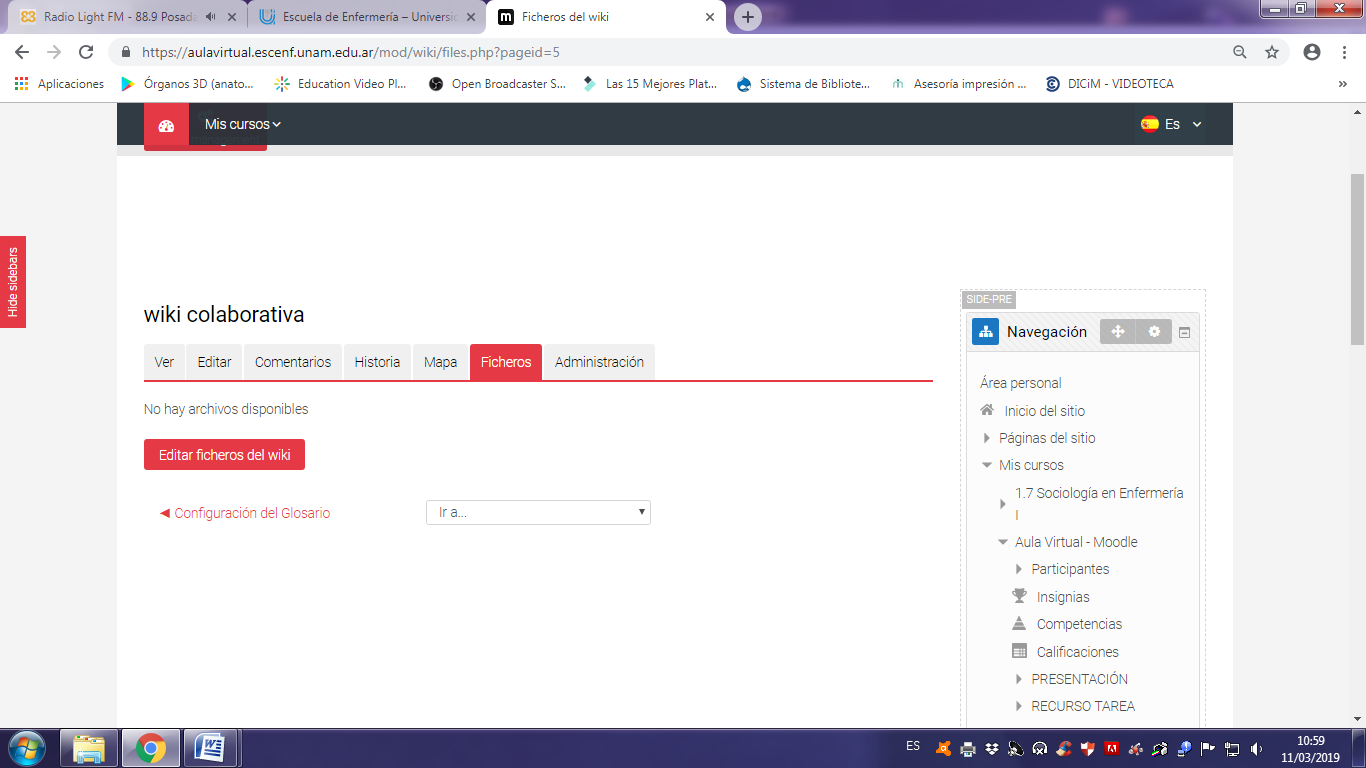 Radio Light FM - 88.9 Posada
Escuela de Enfermería – Universid
Ficheros del wiki
https://aulavirtual.escenf.unam.edu.ar/mod/wiki/files.php?pageid=5
Aplicaciones
Órganos 3D (anato...
Education Video Pl...
Open Broadcaster S...
Las 15 Mejores Plat...
Sistema de Bibliote...
Asesoría impresión ...
DICiM - VIDEOTECA
»
Mis cursos
Es
Hide sidebars
wiki colaborativa
Ver
Editar
Comentarios
Historia
Mapa
Ficheros
Administración
No hay archivos disponibles
Editar ficheros del wiki
◄ Configuración del Glosario
Ir a...
SIDE-PRE
Navegación
Área personal
Inicio del sitio
Páginas del sitio
Mis cursos
1.7 Sociología en Enfermería
I
Aula Virtual - Moodle
Participantes
Insignias
Competencias
Calificaciones
PRESENTACIÓN
RECURSO TAREA
ES
10:59
11/03/2019